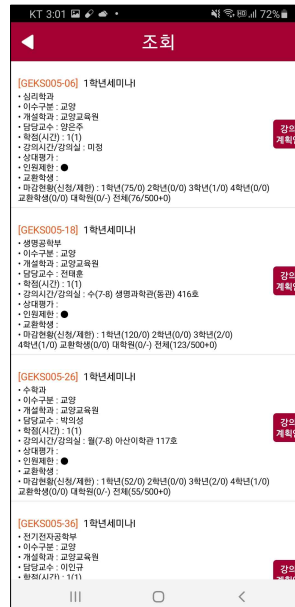 KT 3:01
72%
조회
[GEKS005-06] 1학년세미나I
• 심리학과
• 이수구분 : 교양
• 개설학과 : 교양교육원
• 담당교수 : 양은주
• 학점(시간) : 1(1)
• 강의시간/강의실 : 미정
• 상대평가 :
• 인원제한 : ●
• 교환학생 :
• 마감현황(신청/제한) : 1학년(75/0) 2학년(0/0) 3학년(1/0) 4학년(0/0)
교환학생(0/0) 대학원(0/-) 전체(76/500+0)
강의
계획안
[GEKS005-18] 1학년세미나I
• 생명공학부
• 이수구분 : 교양
• 개설학과 : 교양교육원
• 담당교수 : 전태훈
• 학점(시간) : 1(1)
• 강의시간/강의실 : 수(7-8) 생명과학관(동관) 416호
• 상대평가 :
• 인원제한 : ●
• 교환학생 :
• 마감현황(신청/제한) : 1학년(120/0) 2학년(0/0) 3학년(2/0)
4학년(1/0) 교환학생(0/0) 대학원(0/-) 전체(123/500+0)
강의
계획안
[GEKS005-26] 1학년세미나I
• 수학과
• 이수구분 : 교양
• 개설학과 : 교양교육원
• 담당교수 : 박의성
• 학점(시간) : 1(1)
• 강의시간/강의실 : 월(7-8) 아산이학관 117호
• 상대평가 :
• 인원제한 : ●
• 교환학생 :
• 마감현황(신청/제한) : 1학년(52/0) 2학년(0/0) 3학년(2/0) 4학년(1/0)
교환학생(0/0) 대학원(0/-) 전체(55/500+0)
강의
계획안
[GEKS005-36] 1학년세미나I
• 전기전자공학부
• 이수구분 : 교양
• 개설학과 : 교양교육원
• 담당교수 : 이인규
• 학점(시간) : 1(1)
강의